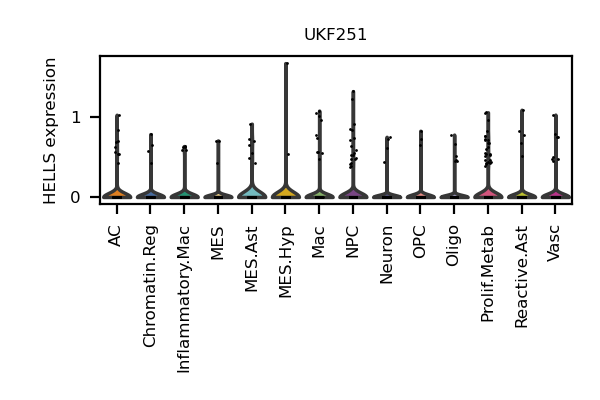 UKF251
HELLS expression
1
0
AC
Chromatin.Reg
Inflammatory.Mac
MES
MES.Ast
MES.Hyp
Mac
NPC
Neuron
OPC
Oligo
Prolif.Metab
Reactive.Ast
Vasc